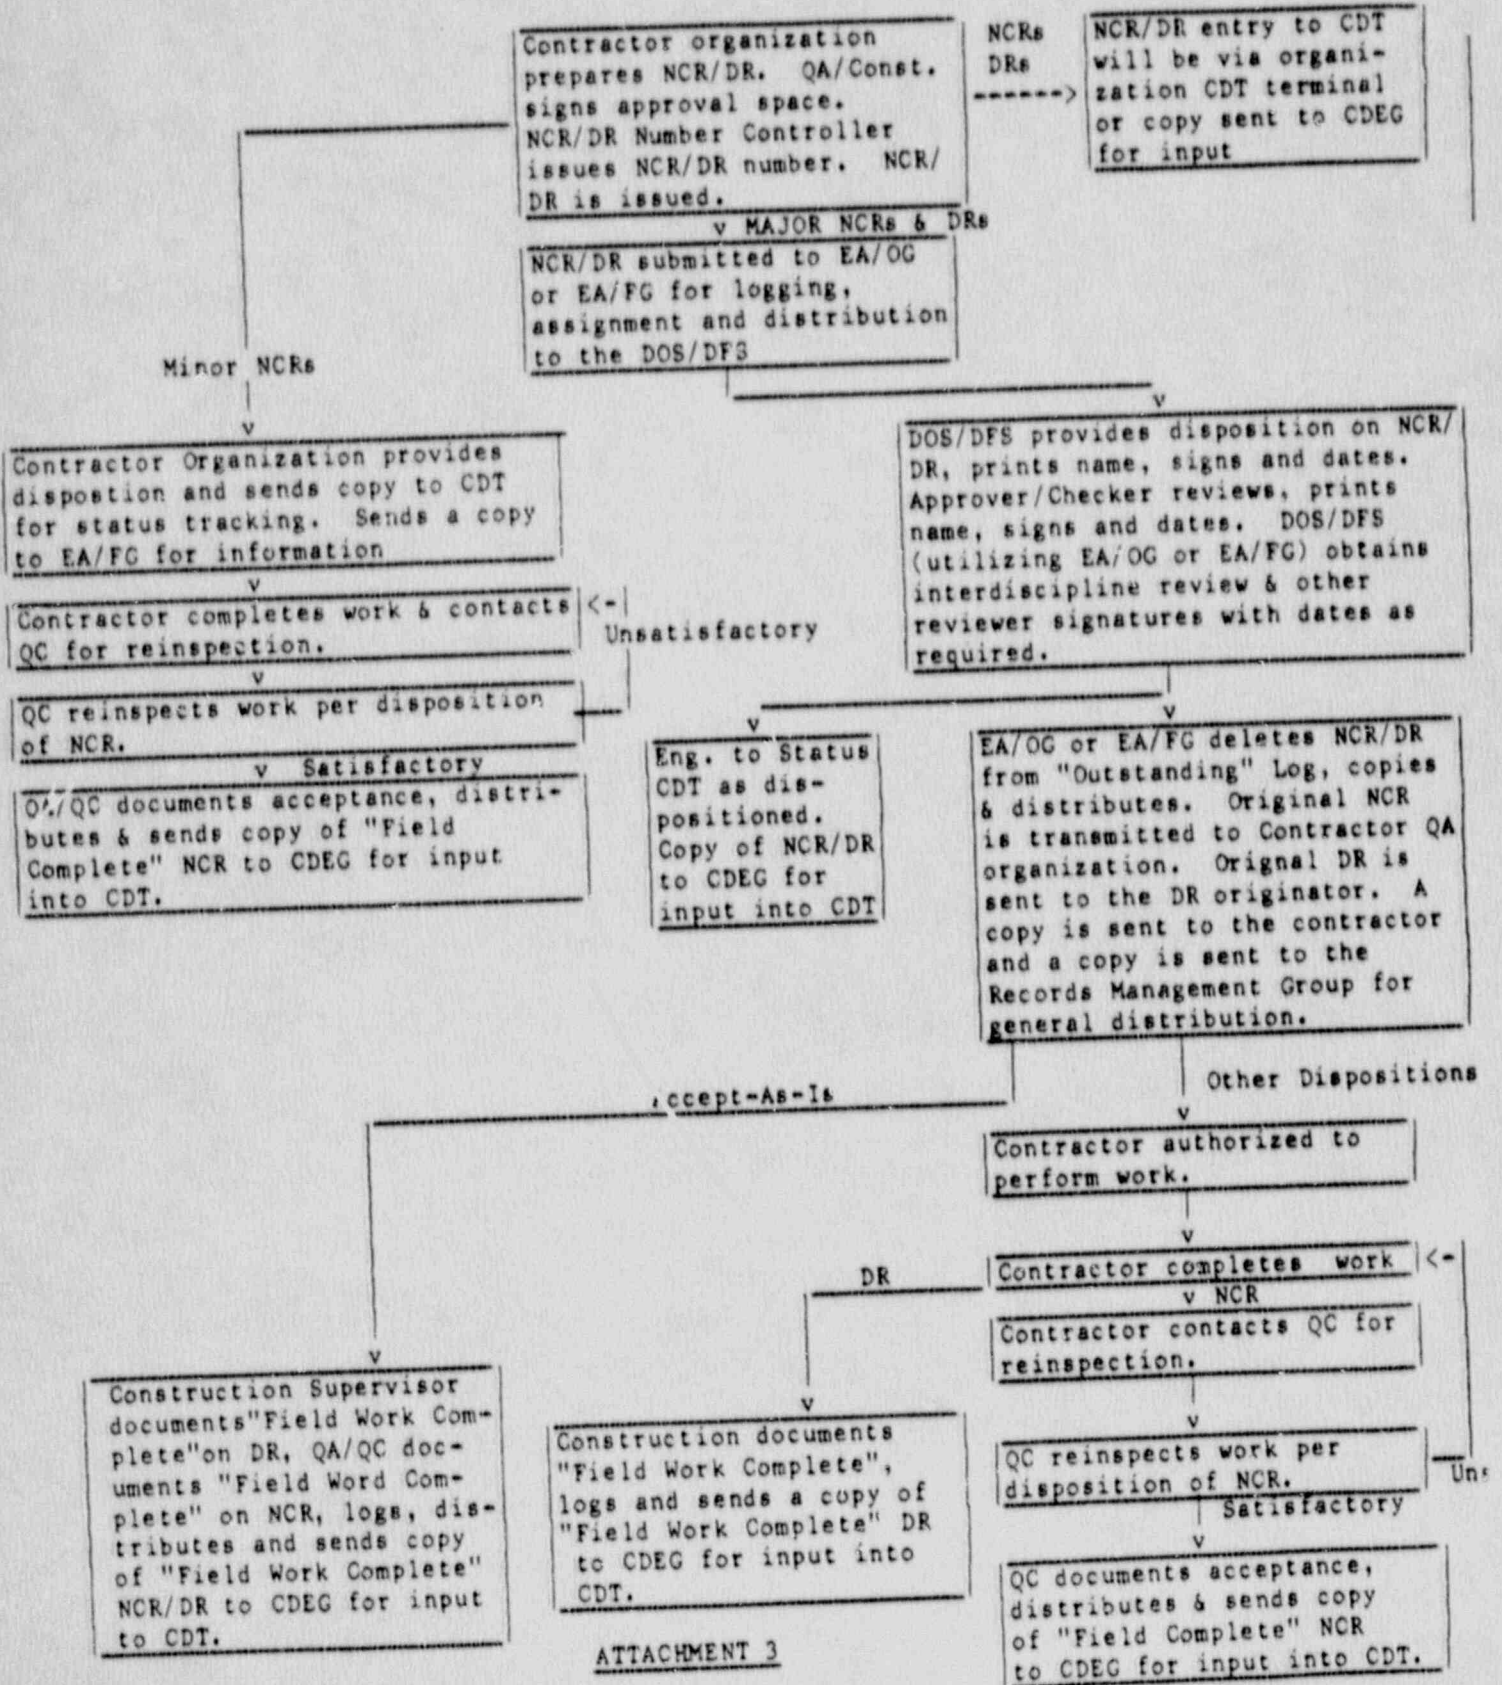 Contractor organization
prepares NCR/DR. QA/Const.
signs approval space.
NCR/DR Number Controller
issues NCR/DR number. NCR/
DR is issued.
NCRs
DRs
------>
NCR/DR entry to CDT
will be via organi-
zation CDT terminal
or copy sent to CDEG
for input
v MAJOR NCRs & DRs
NCR/DR submitted to EA/OG
or EA/FG for logging,
assignment and distribution
to the DOS/DFS
Minor NCRs
v
Contractor Organization provides
dispostion and sends copy to CDT
for status tracking. Sends a copy
to EA/FG for information
v
Contractor completes work & contacts
QC for reinspection.
<-
Unsatisfactory
v
QC reinspects work per disposition
of NCR.
v Satisfactory
QA/QC documents acceptance, distri-
butes & sends copy of "Field
Complete" NCR to CDEG for input
into CDT.
v
DOS/DFS provides disposition on NCR/
DR, prints name, signs and dates.
Approver/Checker reviews, prints
name, signs and dates. DOS/DFS
(utilizing EA/OG or EA/FG) obtains
interdiscipline review & other
reviewer signatures with dates as
required.
v
Eng. to Status
CDT as dis-
positioned.
Copy of NCR/DR
to CDEG for
input into CDT
v
EA/OG or EA/FG deletes NCR/DR
from "Outstanding" Log, copies
& distributes. Original NCR
is transmitted to Contractor QA
organization. Orignal DR is
sent to the DR originator. A
copy is sent to the contractor
and a copy is sent to the
Records Management Group for
general distribution.
ccept-As-Is
Other Dispositions
v
Contractor authorized to
perform work.
v
Contractor completes work
<-
DR
v NCR
Contractor contacts QC for
reinspection.
v
QC reinspects work per
disposition of NCR.
Uns
Satisfactory
v
QC documents acceptance,
distributes & sends copy
of "Field Complete" NCR
to CDEG for input into CDT.
v
Construction documents
"Field Work Complete",
logs and sends a copy of
"Field Work Complete" DR
to CDEG for input into
CDT.
v
Construction Supervisor
documents"Field Work Com-
plete"on DR, QA/QC doc-
uments "Field Word Com-
plete" on NCR, logs, dis-
tributes and sends copy
of "Field Work Complete"
NCR/DR to CDEG for input
to CDT.
ATTACHMENT 3